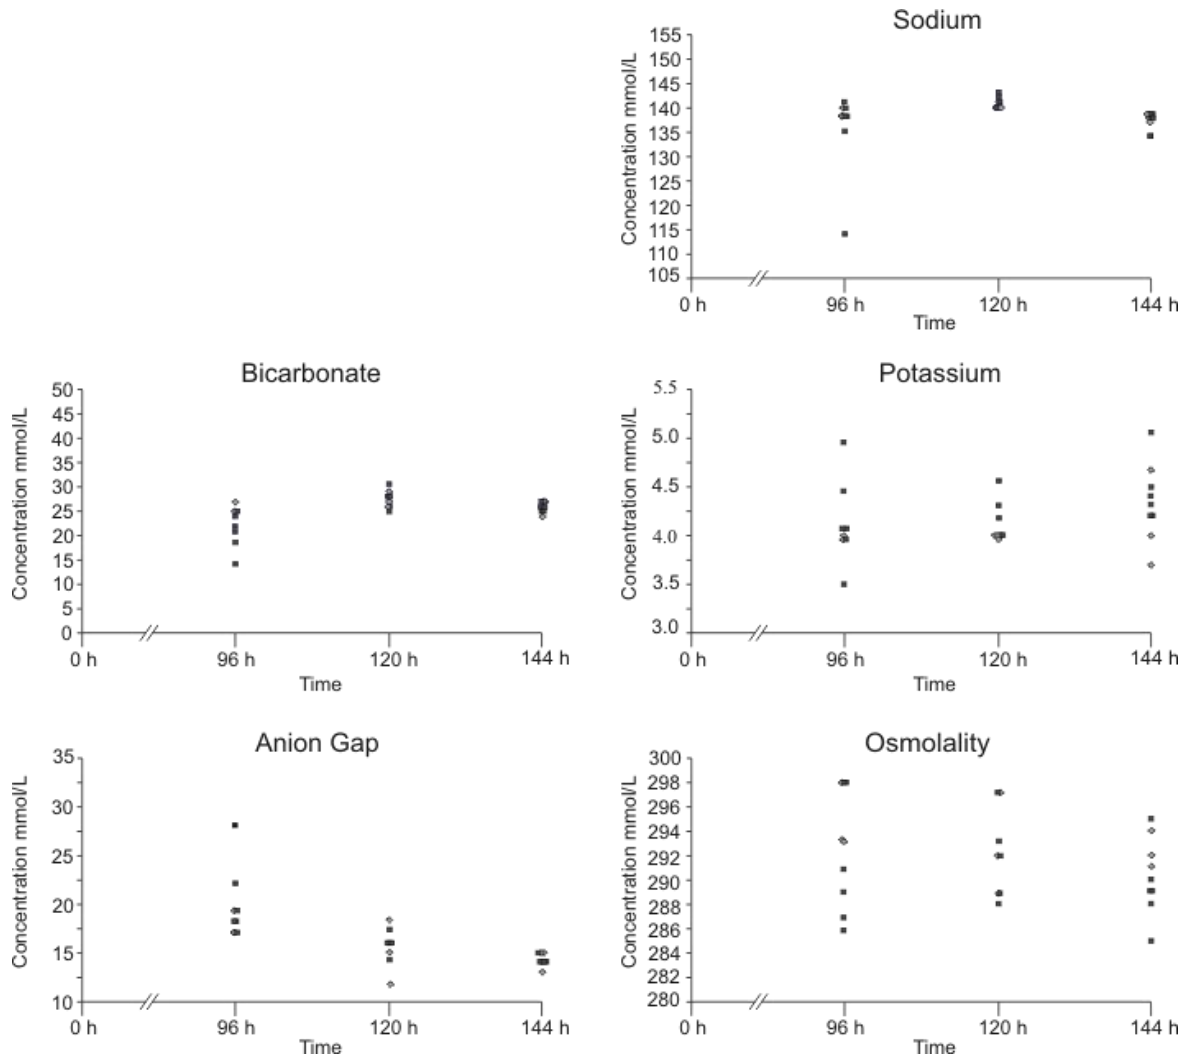 Sodium
Concentration mmol/L
155
150
145
140
135
130
125
120
115
110
105
0 h
96 h
120 h
144 h
Time
Bicarbonate
Concentration mmol/L
50
45
40
35
30
25
20
15
10
5
0
0 h
96 h
120 h
144 h
Time
Potassium
Concentration mmol/L
5.5
5.0
4.5
4.0
3.5
3.0
0 h
96 h
120 h
144 h
Time
Anion Gap
Concentration mmol/L
35
30
25
20
15
10
0 h
96 h
120 h
144 h
Time
Osmolality
Concentration mmol/L
300
298
296
294
292
290
288
286
284
282
280
0 h
96 h
120 h
144 h
Time